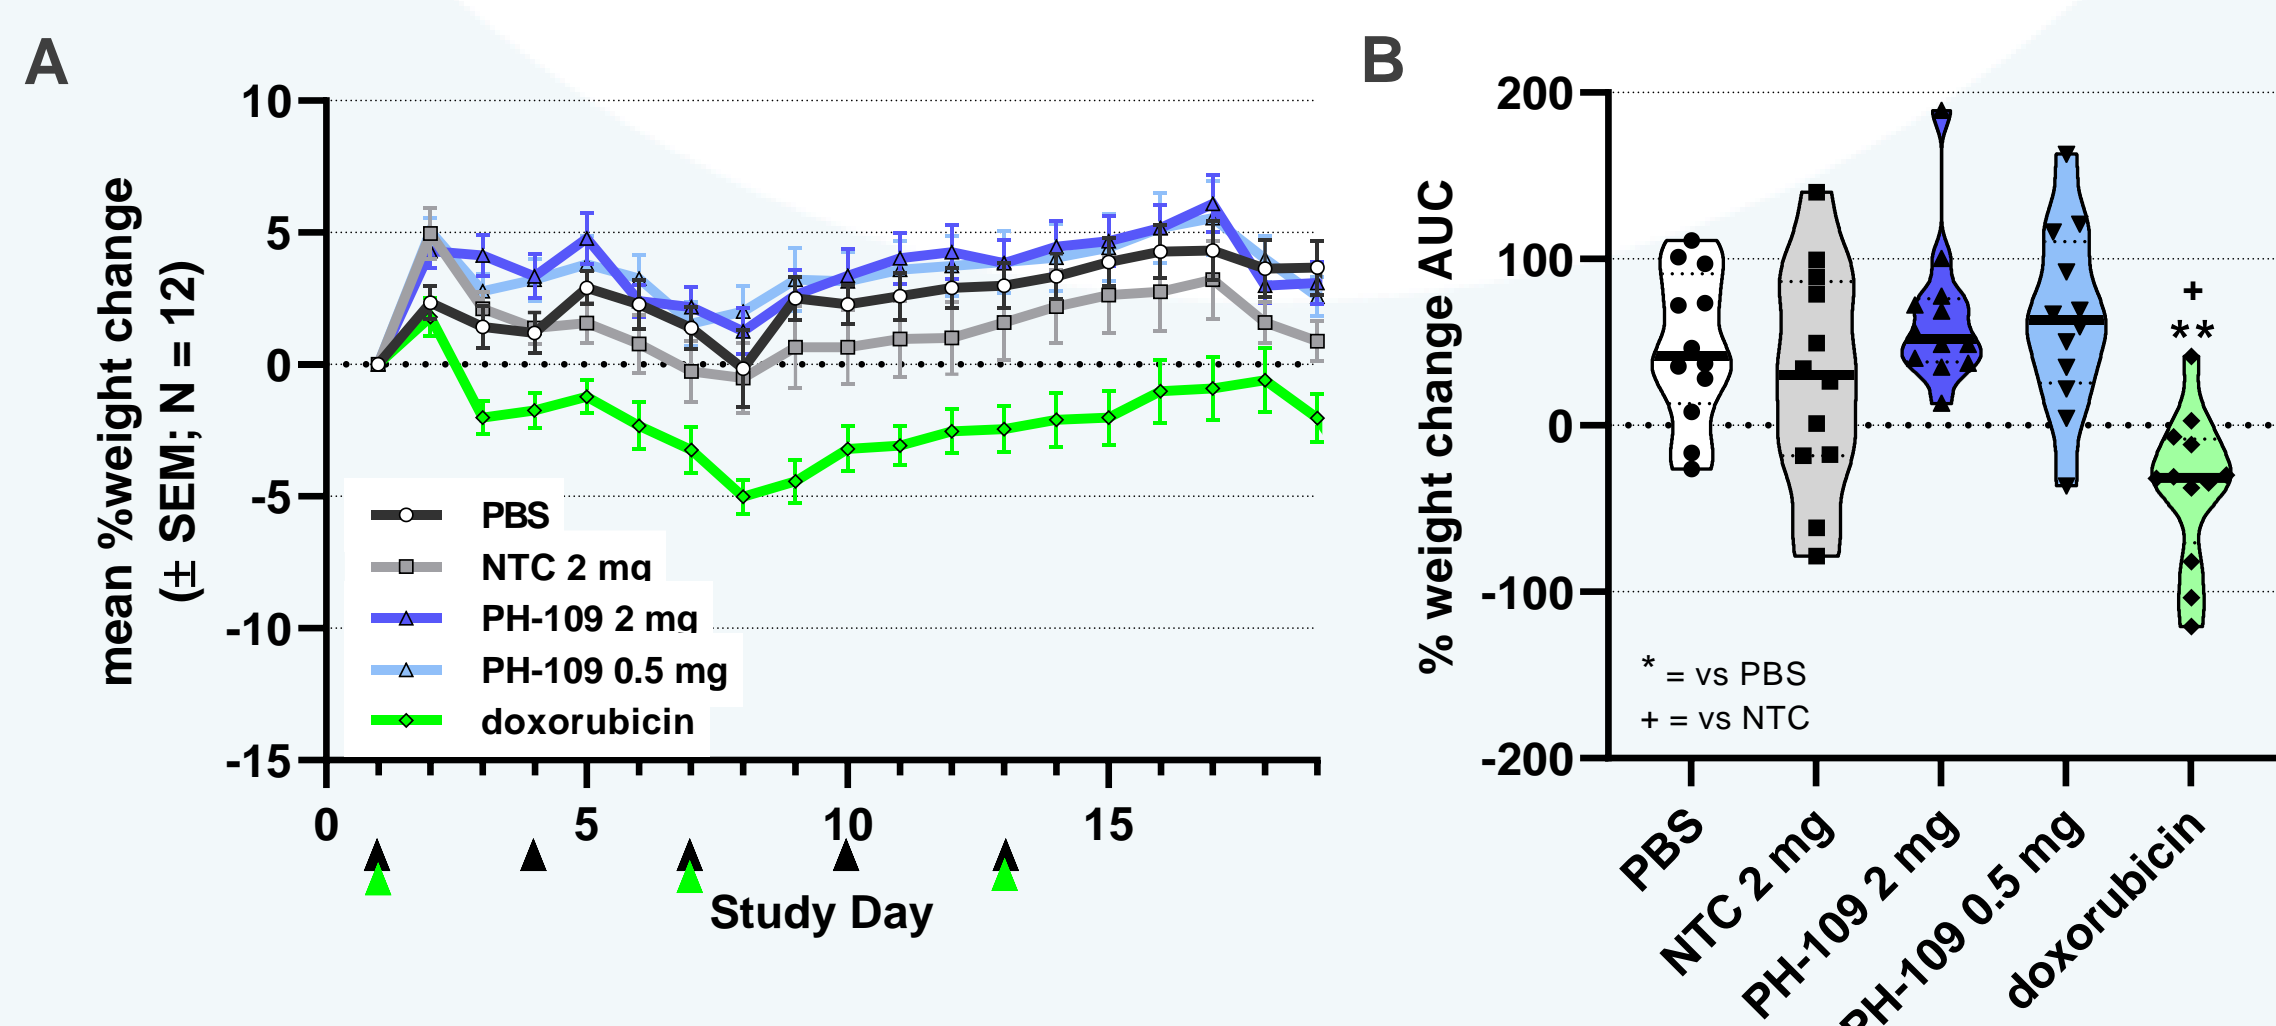 A
mean %weight change
(± SEM; N = 12)
10
5
0
-5
-10
-15
PBS
NTC 2 mg
PH-109 2 mg
PH-109 0.5 mg
doxorubicin
0 5 10 15
Study Day
B
% weight change AUC
200
100
0
-100
-200
+
**
* = vs PBS
+ = vs NTC
PBS
NTC 2 mg
PH-109 2 mg
PH-109 0.5 mg
doxorubicin